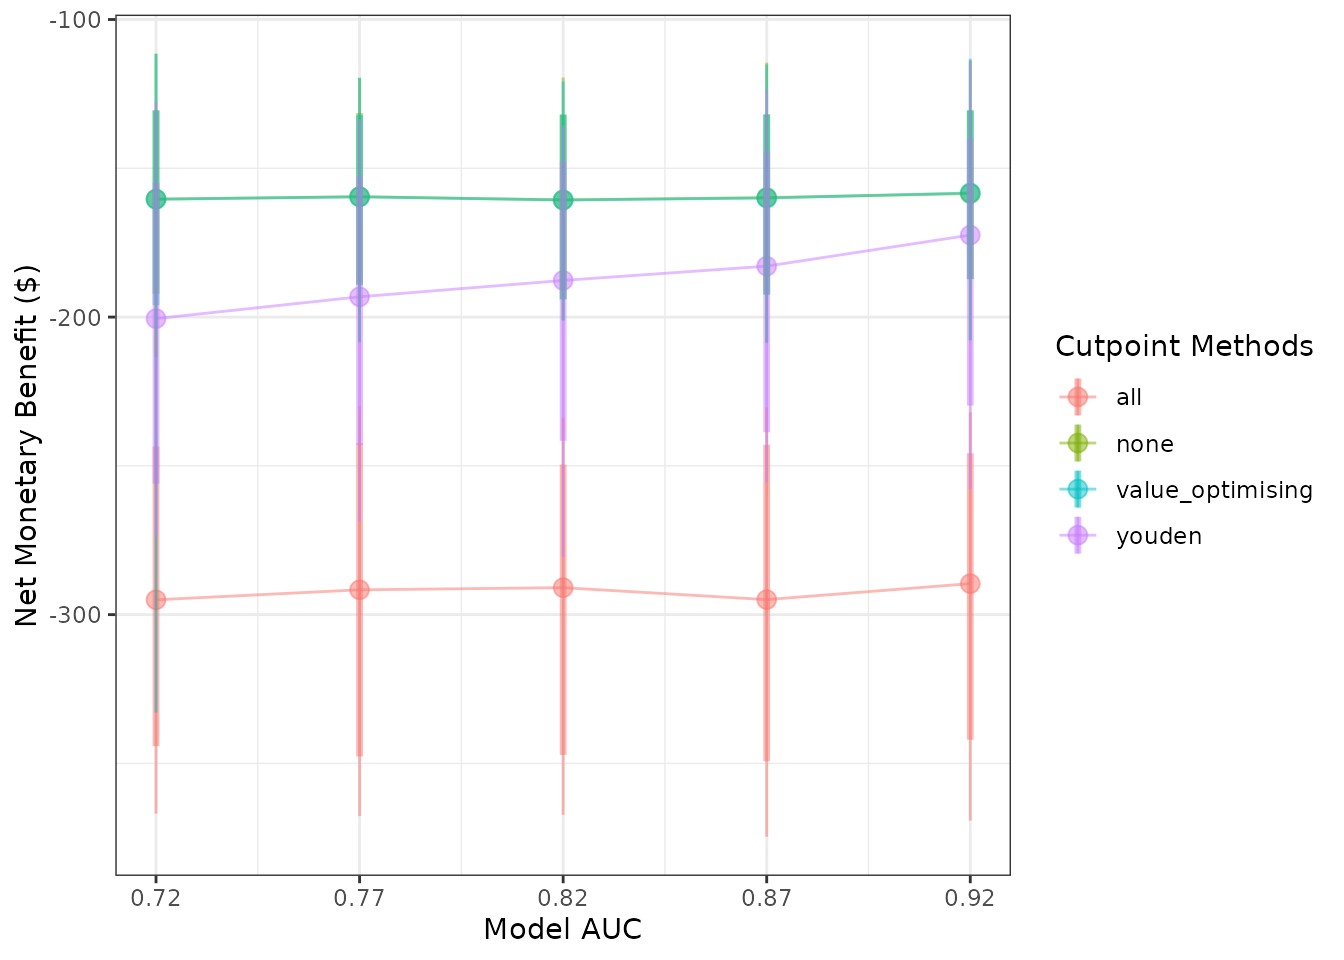 -100
-200
-300
Net Monetary Benefit ($)
0.72 0.77 0.82 0.87 0.92
Model AUC
Cutpoint Methods
all
none
value_optimising
youden